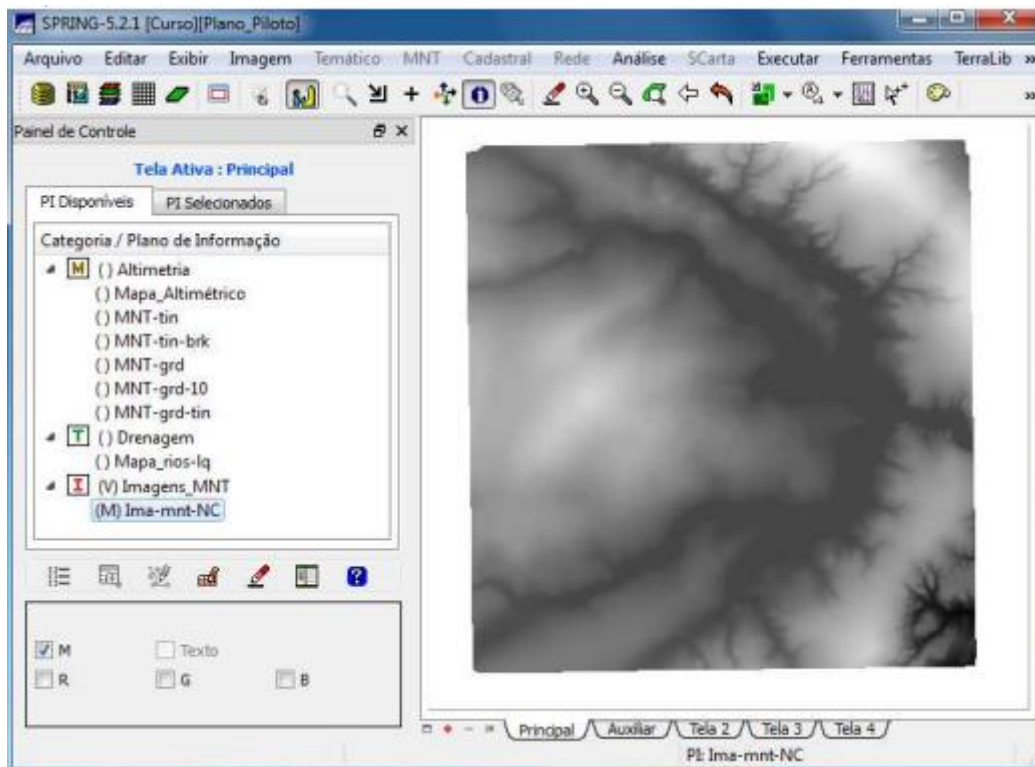 SPRING-5.2.1 [Curso][Plano_Piloto]
Arquivo Editar Exibir Imagem Temático MNT Cadastral Rede Análise SCarta Executar Ferramentas TerraLib »
Painel de Controle
Tela Ativa : Principal
PI Disponíveis PI Selecionados
Categoria / Plano de Informação
M () Altimetria
() Mapa_Altimétrico
() MNT-tin
() MNT-tin-brk
() MNT-grd
() MNT-grd-10
() MNT-grd-tin
T () Drenagem
() Mapa_rios-lq
I (V) Imagens_MNT
(M) Ima-mnt-NC
M Texto
R G B
Principal Auxiliar Tela 2 Tela 3 Tela 4
PI: Ima-mnt-NC